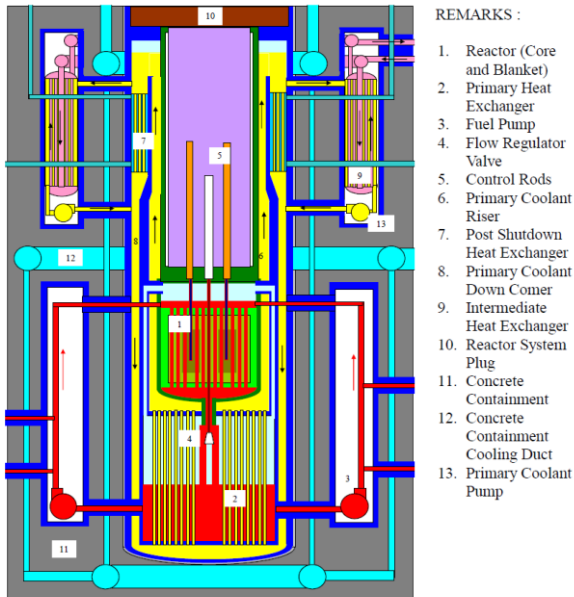 10
7
5
9
13
8
6
12
1
4
2
3
11
REMARKS :
1. Reactor (Core
and Blanket)
2. Primary Heat
Exchanger
3. Fuel Pump
4. Flow Regulator
Valve
5. Control Rods
6. Primary Coolant
Riser
7. Post Shutdown
Heat Exchanger
8. Primary Coolant
Down Comer
9. Intermediate
Heat Exchanger
10. Reactor System
Plug
11. Concrete
Containment
12. Concrete
Containment
Cooling Duct
13. Primary Coolant
Pump